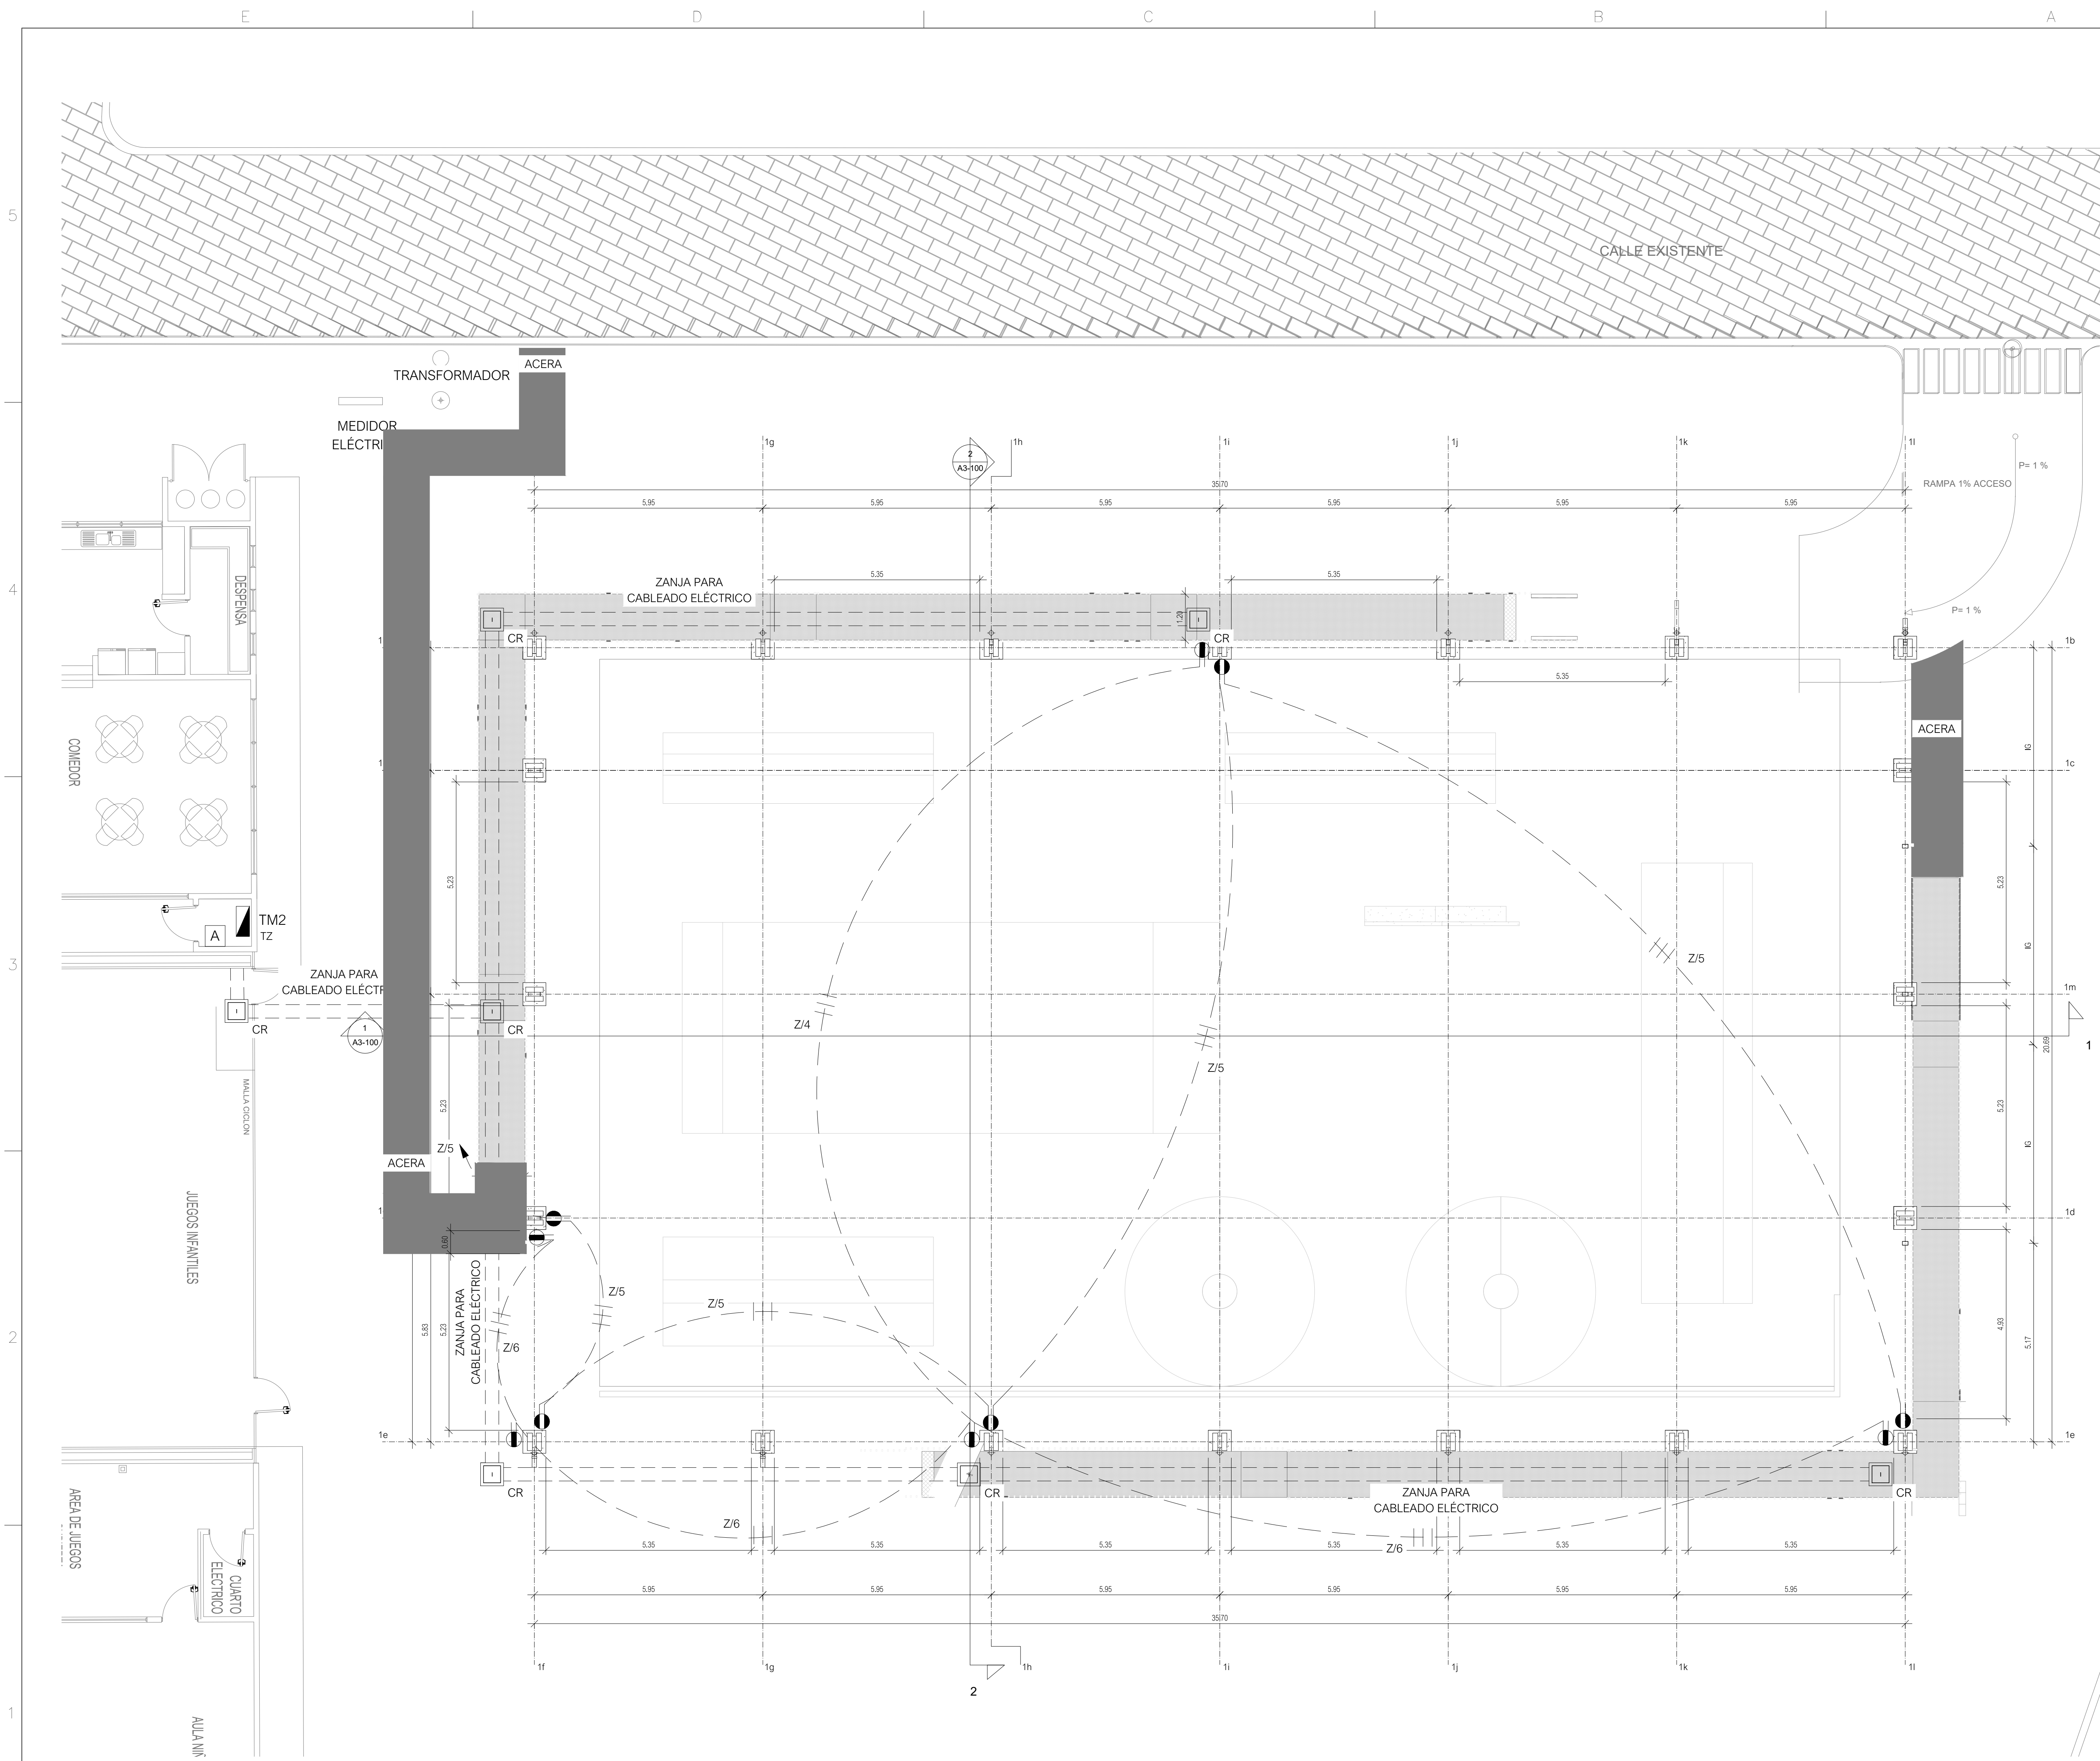 E
D
C
B
A
5
CALLE EXISTENTE
ACERA
TRANSFORMADOR
MEDIDOR
1g
2
A3-100
1h
1i
1j
1k
1l
P= 1 %
RAMPA 1% ACCESO
35.70
5.95
5.95
5.95
5.95
5.95
5.95
4
DESPENSA
ZANJA PARA
CABLEADO ELÉCTRICO
5.35
5.35
1.20
P= 1 %
CR
CR
1b
5.35
ACERA
COMEDOR
IG
1c
5.23
5.23
TM2
TZ
A
IG
3
ZANJA PARA
Z/5
1m
CR
CR
1
A3-100
Z/4
Z/5
20.69
1
MALLA CICLON
5.23
5.23
IG
Z/5
ACERA
JUEGOS INFANTILES
1d
0.60
ZANJA PARA
CABLEADO ELÉCTRICO
Z/5
Z/5
Z/6
5.83
5.23
4.93
5.17
2
1e
1e
CR
CR
CR
ZANJA PARA
CABLEADO ELÉCTRICO
AREA DE JUEGOS
Z/6
Z/6
5.35
5.35
5.35
5.35
5.35
5.35
CUARTO
ELECTRICO
5.95
5.95
5.95
5.95
5.95
5.95
35.70
1f
1g
1h
1i
1j
1k
1l
2
1
AULA